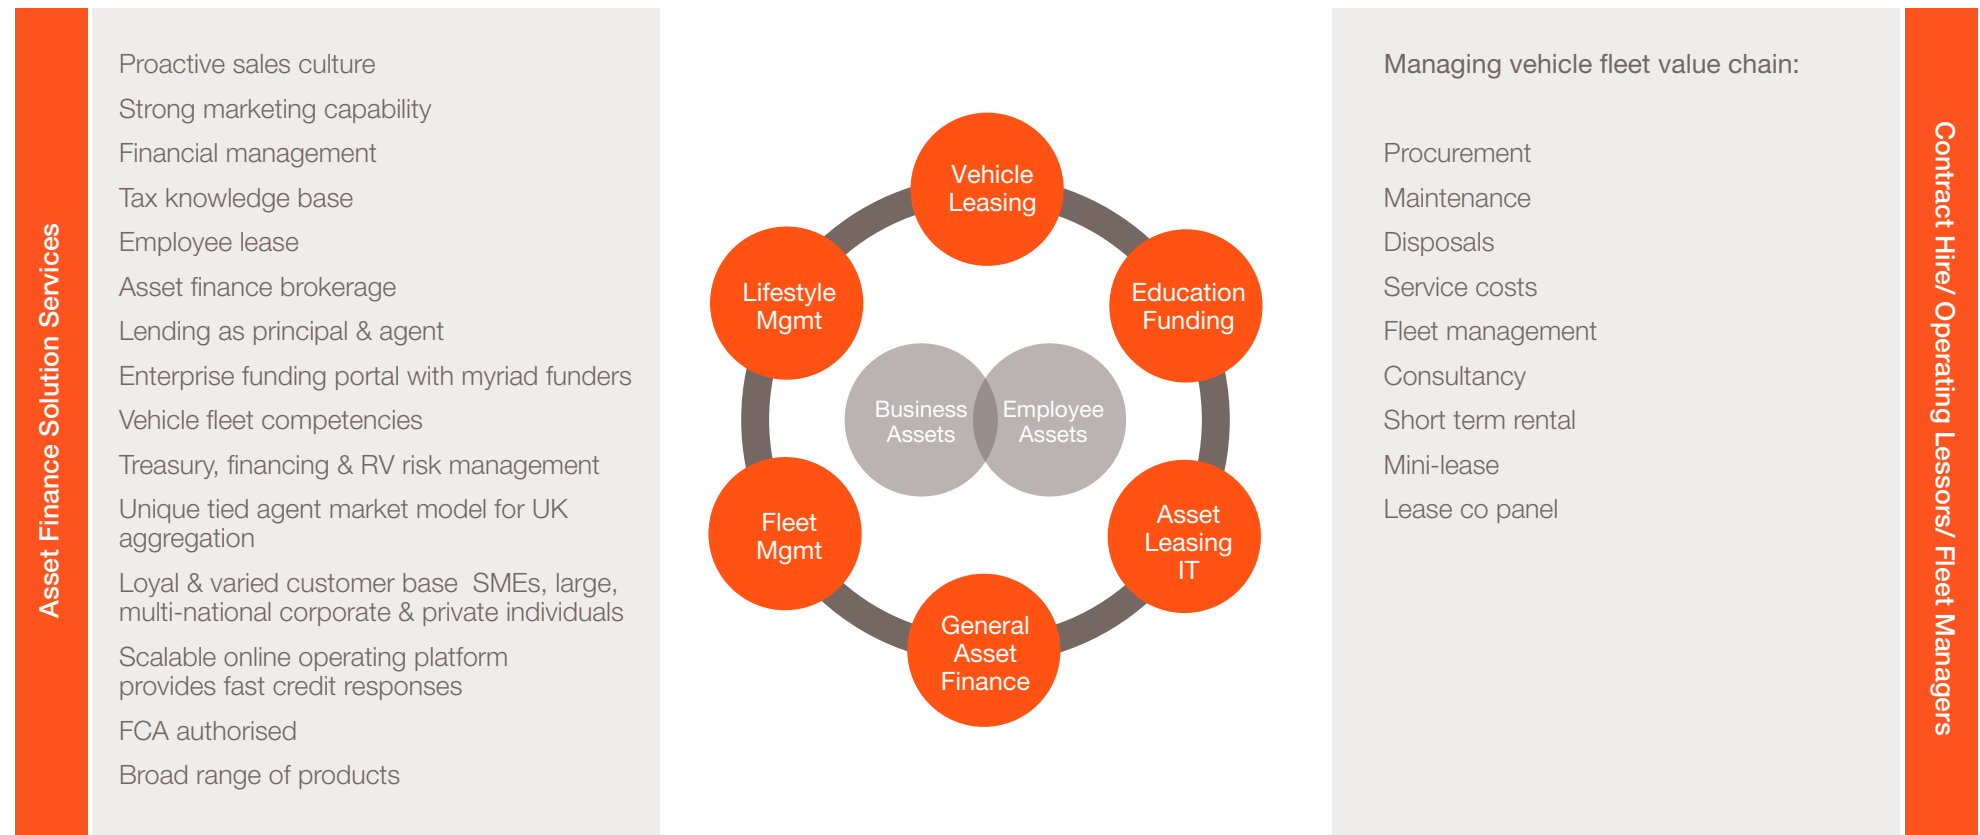 Asset Finance Solution Services
Proactive sales culture
Strong marketing capability
Financial management
Tax knowledge base
Employee lease
Asset finance brokerage
Lending as principal & agent
Enterprise funding portal with myriad funders
Vehicle fleet competencies
Treasury, financing & RV risk management
Unique tied agent market model for UK
aggregation
Loyal & varied customer base  SMEs, large,
multi-national corporate & private individuals
Scalable online operating platform
provides fast credit responses
FCA authorised
Broad range of products
Vehicle
Leasing
Education
Funding
Asset
Leasing
IT
General
Asset
Finance
Fleet
Mgmt
Lifestyle
Mgmt
Business
Assets
Employee
Assets
Managing vehicle fleet value chain:
Procurement
Maintenance
Disposals
Service costs
Fleet management
Consultancy
Short term rental
Mini-lease
Lease co panel
Contract Hire/ Operating Lessors/ Fleet Managers